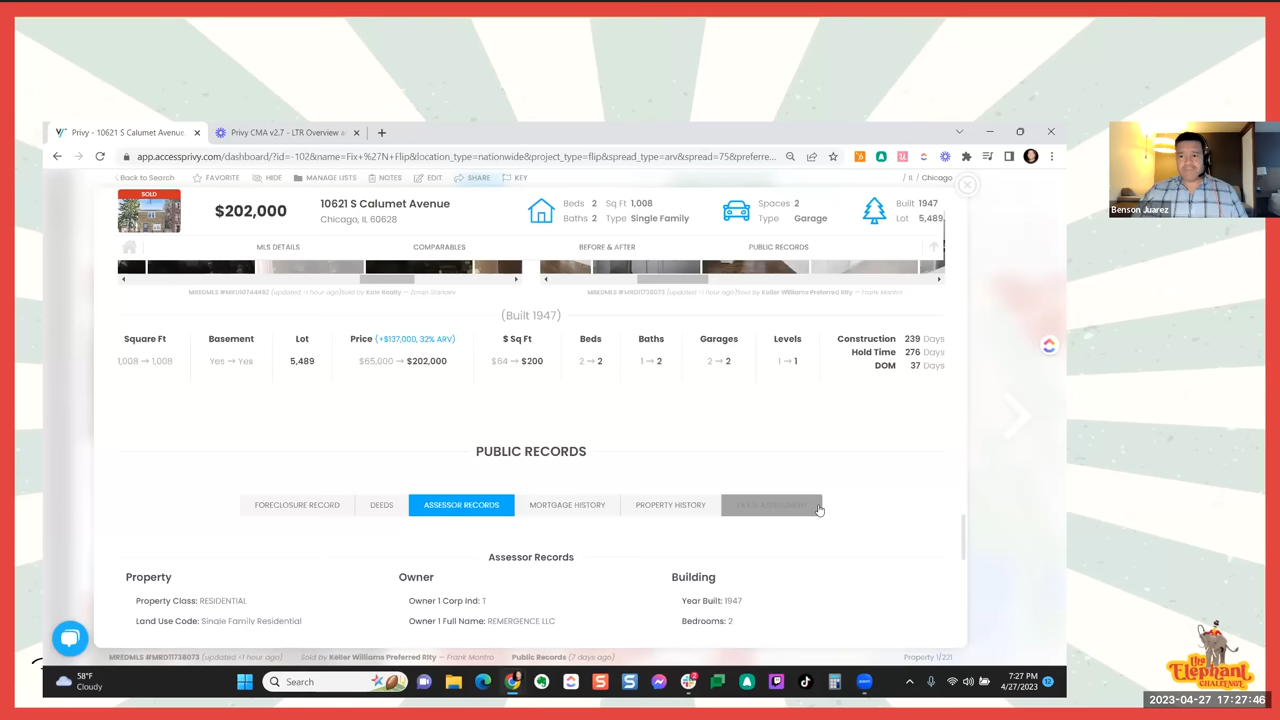 Privy - 10621 S Calumet Avenue,
Privy CMA v2.7 - LTR Overview a
app.accessprivy.com/dashboard/?id=-102&name=Fix+%27N+Flip&location_type=nationwide&project_type=flip&spread_type=arv&spread=75&preferre...
Back to Search
FAVORITE
HIDE
MANAGE LISTS
NOTES
EDIT
SHARE
KEY
/ IL / Chicago
SOLD
$202,000
10621 S Calumet Avenue
Chicago, IL 60628
Beds 2 Sq Ft 1,008
Baths 2 Type Single Family
Spaces 2
Type Garage
Built 1947
Lot 5,489
MLS DETAILS
COMPARABLES
BEFORE & AFTER
PUBLIC RECORDS
(Built 1947)
Square Ft
1,008 → 1,008
Basement
Yes → Yes
Lot
5,489
Price (+$137,000, 32% ARV)
$65,000 → $202,000
$ Sq Ft
$64 → $200
Beds
2 → 2
Baths
1 → 2
Garages
2 → 2
Levels
1 → 1
Construction 239 Days
Hold Time 276 Days
DOM 37 Days
PUBLIC RECORDS
FORECLOSURE RECORD
DEEDS
ASSESSOR RECORDS
MORTGAGE HISTORY
PROPERTY HISTORY
Assessor Records
Property
Property Class: RESIDENTIAL
Land Use Code: Single Family Residential
Owner
Owner 1 Corp Ind: T
Owner 1 Full Name: REMERGENCE LLC
Building
Year Built: 1947
Bedrooms: 2
MREDMLS #MRD11738073 (updated <1 hour ago)
Sold by Keller Williams Preferred Rlty — Frank Montro
Public Records (7 days ago)
Property 1/221
58°F
Cloudy
Search
7:27 PM
4/27/2023
12
Benson Juarez
the
Elephant
CHALLENGE
2023-04-27 17:27:46